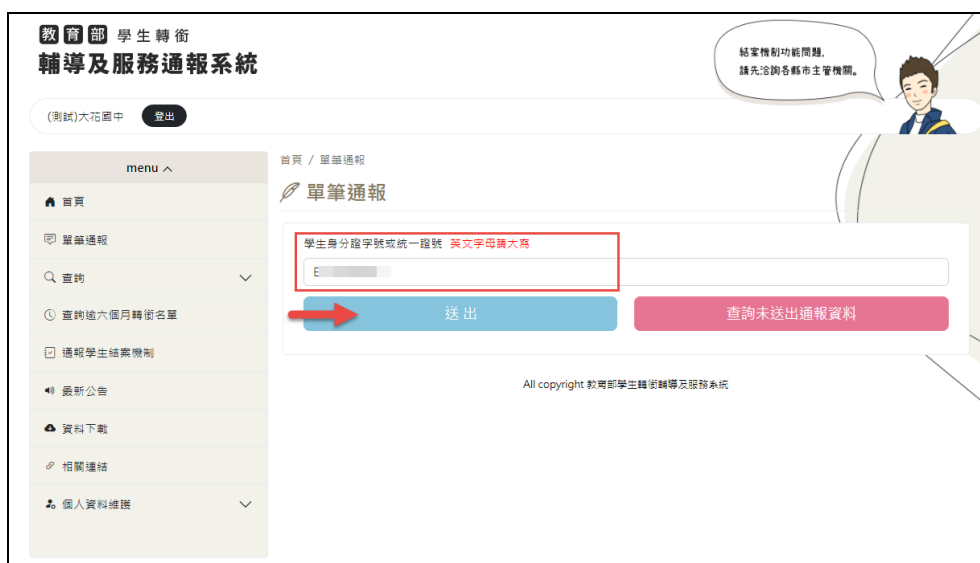 教育部 學生轉銜
輔導及服務通報系統
結案機制功能問題,
請先洽詢各縣市主管機關。
(測試)大花國中 登出
menu
首頁
單筆通報
查詢
查詢逾六個月轉銜名單
通報學生結案機制
最新公告
資料下載
相關連結
個人資料維護
首頁 / 單筆通報
單筆通報
學生身分證字號或統一證號 英文字母請大寫
E
送出
查詢未送出通報資料
All copyright 教育部學生轉銜輔導及服務系統